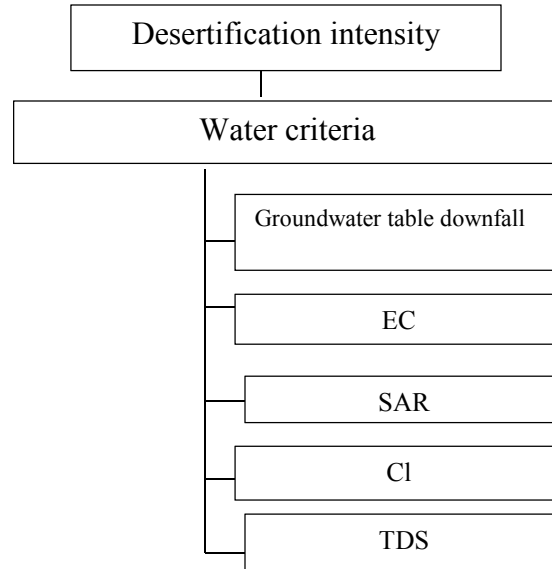 Desertification intensity
Water criteria
Groundwater table downfall
EC
SAR
Cl
TDS